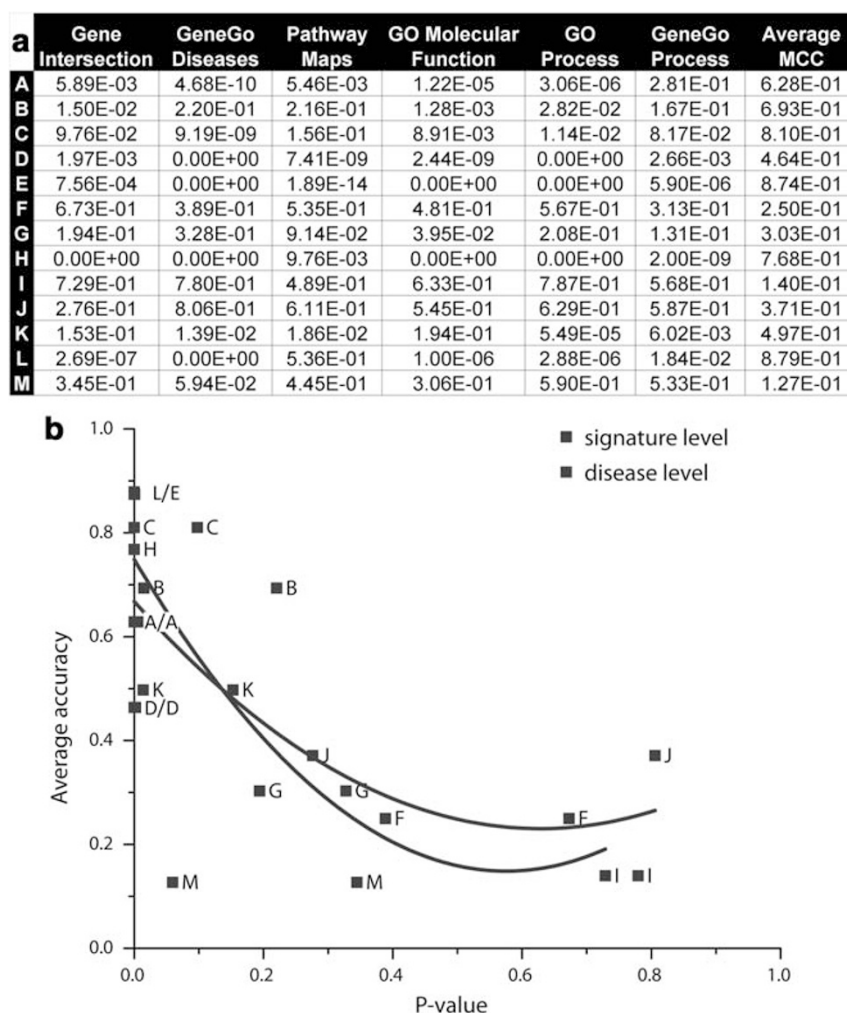 a
Gene Intersection GeneGo Diseases Pathway Maps GO Molecular Function GO Process GeneGo Process Average MCC
A 5.89E-03 4.68E-10 5.46E-03 1.22E-05 3.06E-06 2.81E-01 6.28E-01
B 1.50E-02 2.20E-01 2.16E-01 1.28E-03 2.82E-02 1.67E-01 6.93E-01
C 9.76E-02 9.19E-09 1.56E-01 8.91E-03 1.14E-02 8.17E-02 8.10E-01
D 1.97E-03 0.00E+00 7.41E-09 2.44E-09 0.00E+00 2.66E-03 4.64E-01
E 7.56E-04 0.00E+00 1.89E-14 0.00E+00 0.00E+00 5.90E-06 8.74E-01
F 6.73E-01 3.89E-01 5.35E-01 4.81E-01 5.67E-01 3.13E-01 2.50E-01
G 1.94E-01 3.28E-01 9.14E-02 3.95E-02 2.08E-01 1.31E-01 3.03E-01
H 0.00E+00 0.00E+00 9.76E-03 0.00E+00 0.00E+00 2.00E-09 7.68E-01
I 7.29E-01 7.80E-01 4.89E-01 6.33E-01 7.87E-01 5.68E-01 1.40E-01
J 2.76E-01 8.06E-01 6.11E-01 5.45E-01 6.29E-01 5.87E-01 3.71E-01
K 1.53E-01 1.39E-02 1.86E-02 1.94E-01 5.49E-05 6.02E-03 4.97E-01
L 2.69E-07 0.00E+00 5.36E-01 1.00E-06 2.88E-06 1.84E-02 8.79E-01
M 3.45E-01 5.94E-02 4.45E-01 3.06E-01 5.90E-01 5.33E-01 1.27E-01
b
1.0
signature level
disease level
L/E
0.8
C C
H
B B
0.6
A/A
K K
D/D
0.4
J J
G G
F F
0.2
M M
I I
0.0
0.0 0.2 0.4 0.6 0.8 1.0
Average accuracy
P-value